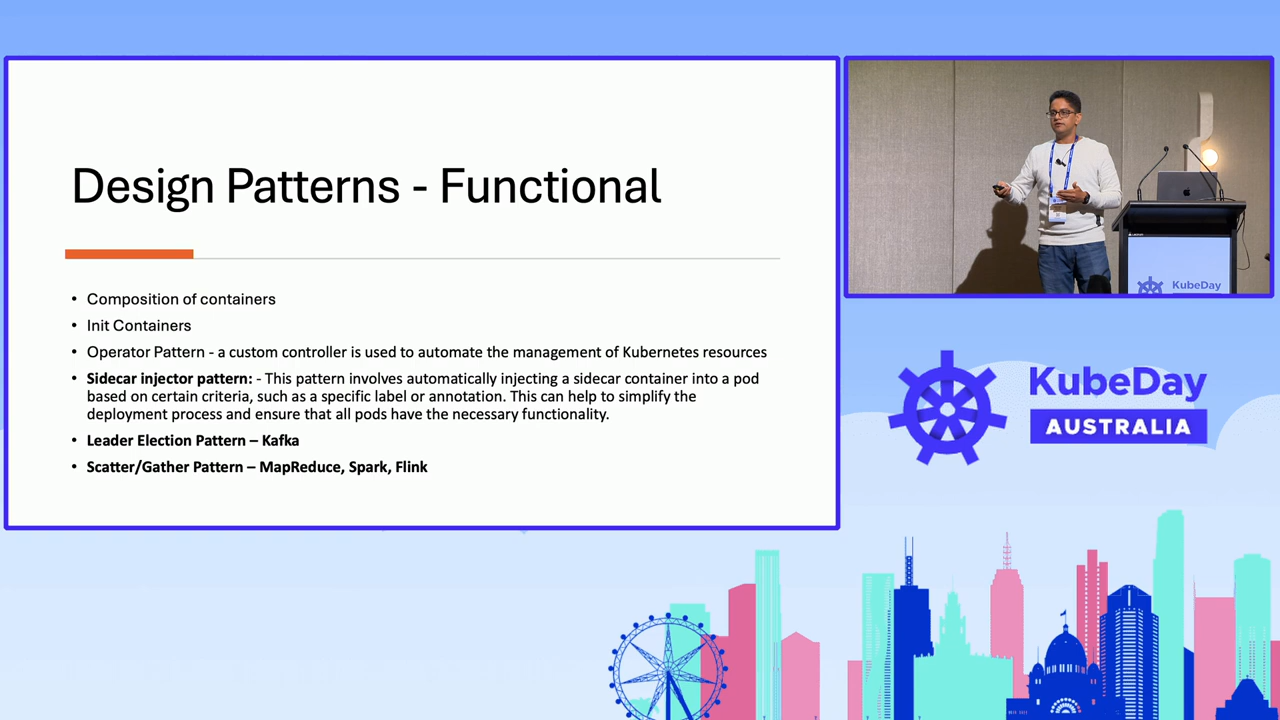 Design Patterns - Functional
• Composition of containers
• Init Containers
• Operator Pattern - a custom controller is used to automate the management of Kubernetes resources
• Sidecar injector pattern: - This pattern involves automatically injecting a sidecar container into a pod
based on certain criteria, such as a specific label or annotation. This can help to simplify the
deployment process and ensure that all pods have the necessary functionality.
• Leader Election Pattern – Kafka
• Scatter/Gather Pattern – MapReduce, Spark, Flink
KubeDay
KubeDay
AUSTRALIA